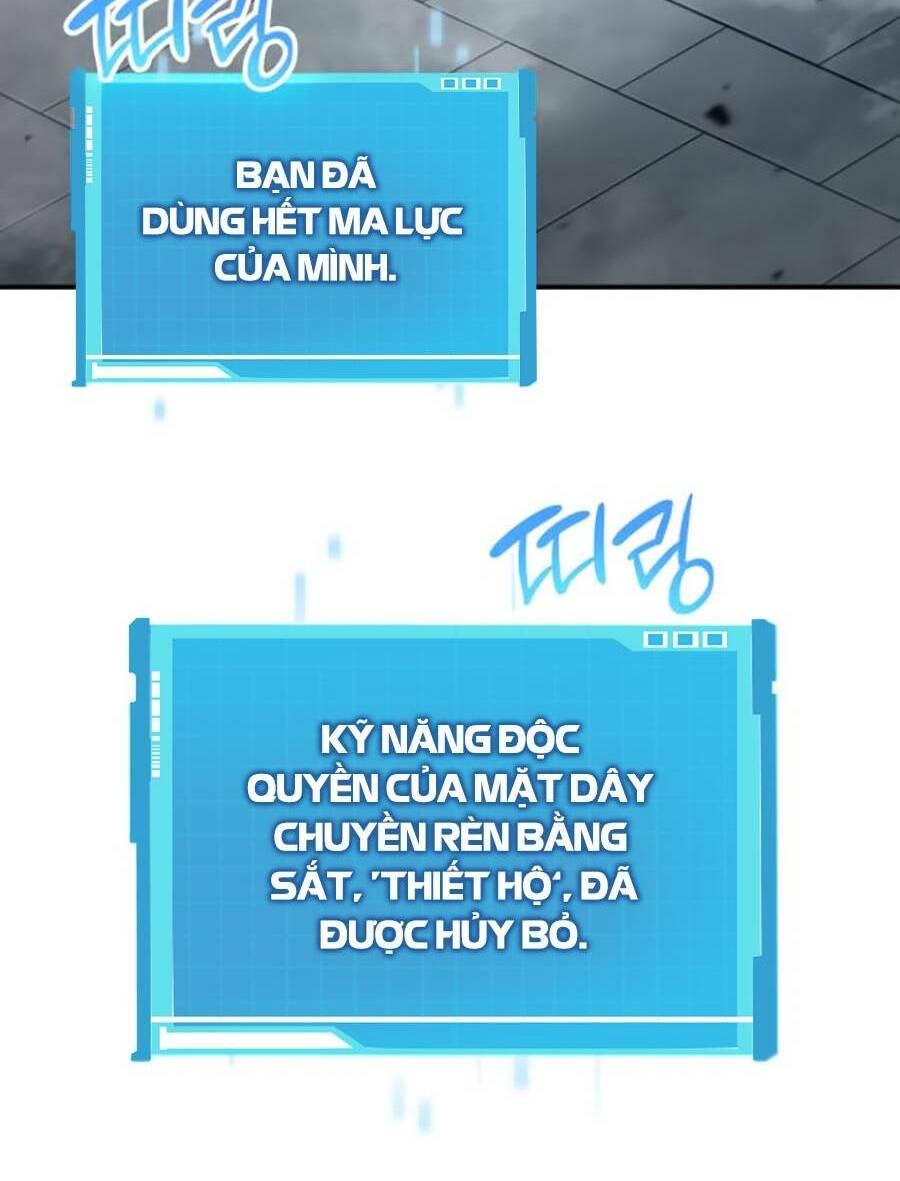 띠링
BẠN ĐÃ
DÙNG HẾT MA LỰC
CỦA MÌNH.
띠링
KỸ NĂNG ĐỘC
QUYỀN CỦA MẶT DÂY
CHUYỀN RÈN BẰNG
SẮT, 'THIẾT HỘ', ĐÃ
ĐƯỢC HỦY BỎ.